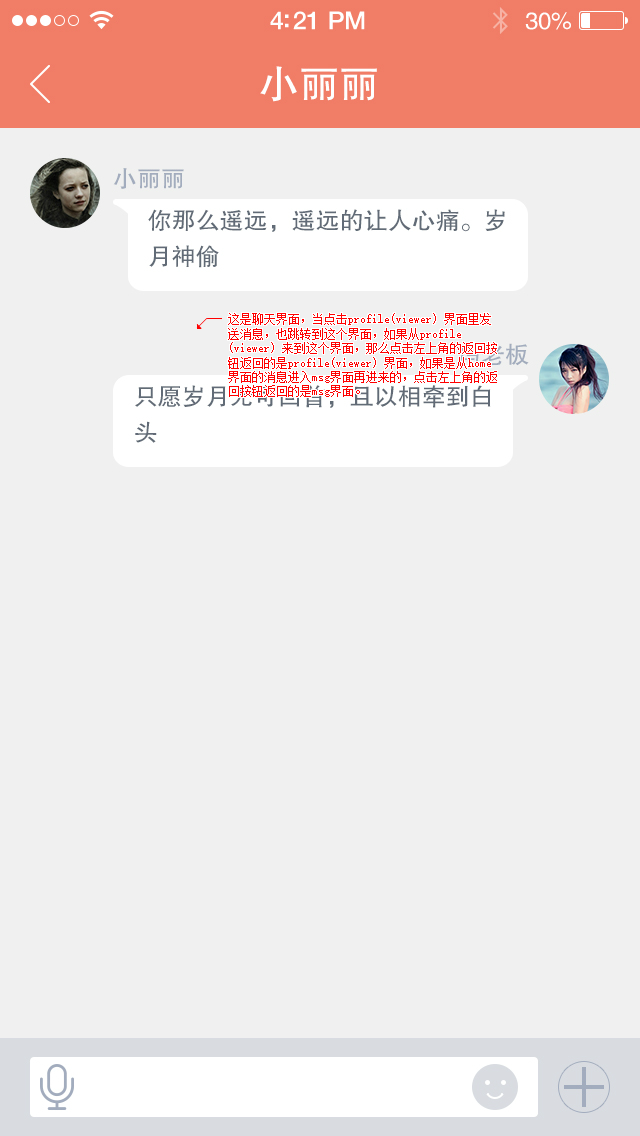 4:21 PM
30%
小丽丽
小丽丽
你那么遥远，遥远的让人心痛。岁
月神偷
这是聊天界面，当点击profile(viewer) 界面里发
送消息，也跳转到这个界面，如果从profile
(viewer) 来到这个界面，那么点击左上角的返回按
钮返回的是profile(viewer) 界面，如果是从home
界面的消息进入msg界面再进来的，点击左上角的返
回按钮返回的是msg界面。
老板
只愿岁月无可回首，且以相牵到白
头